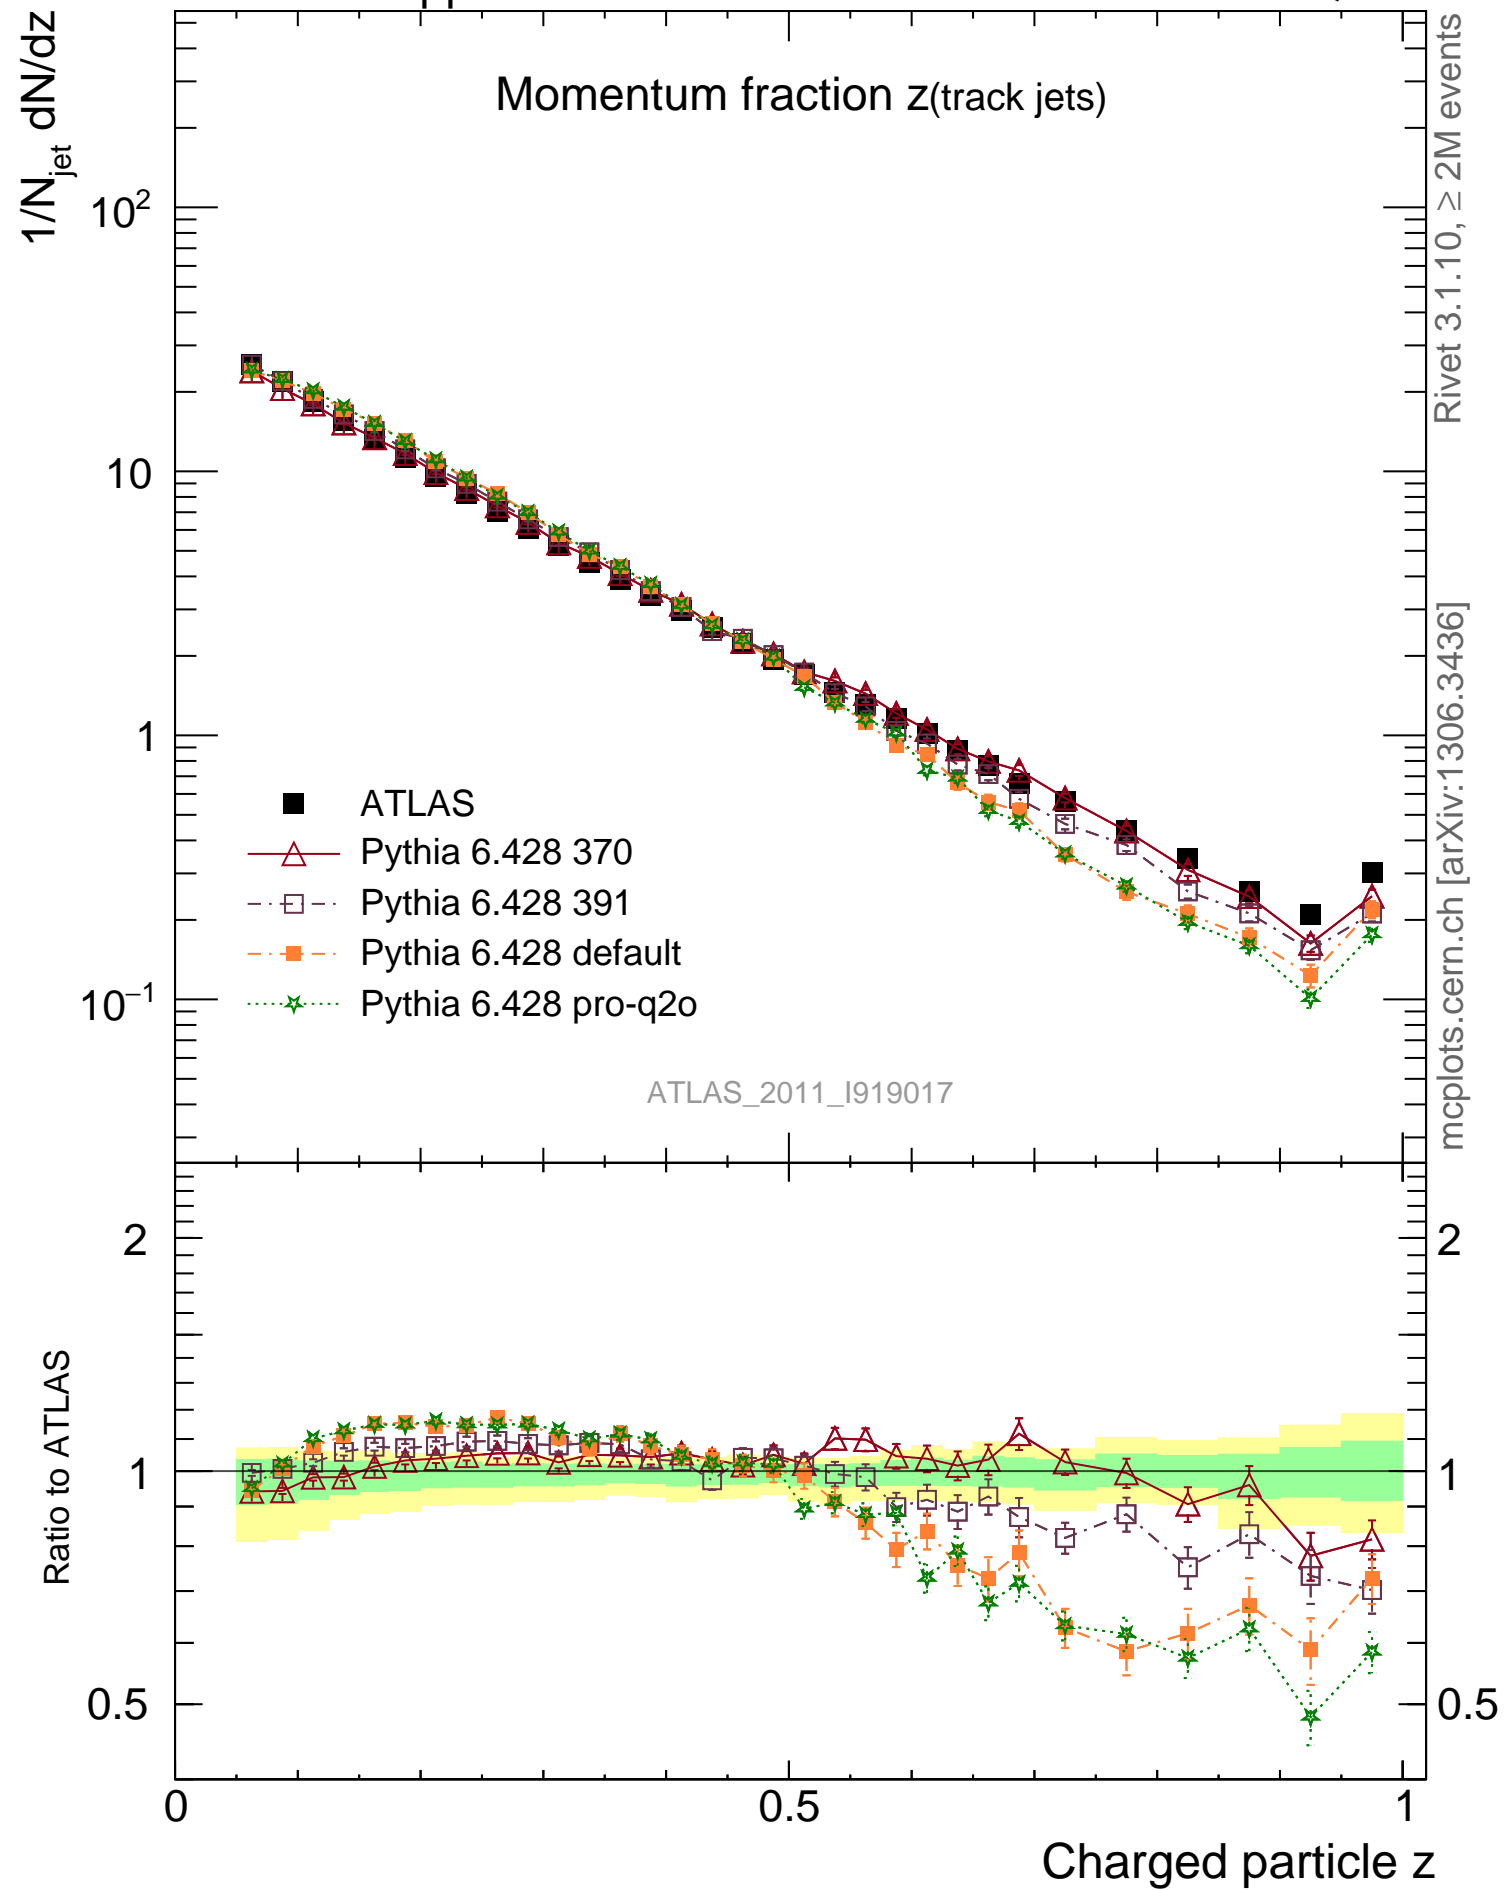 1/N_jet dN/dz
Momentum fraction z(track jets)
10²
10
1
10⁻¹
ATLAS
Pythia 6.428 370
Pythia 6.428 391
Pythia 6.428 default
Pythia 6.428 pro-q2o
ATLAS_2011_I919017
Rivet 3.1.10, ≥ 2M events
mcplots.cern.ch [arXiv:1306.3436]
Ratio to ATLAS
2
1
0.5
2
1
0.5
0
0.5
1
Charged particle z